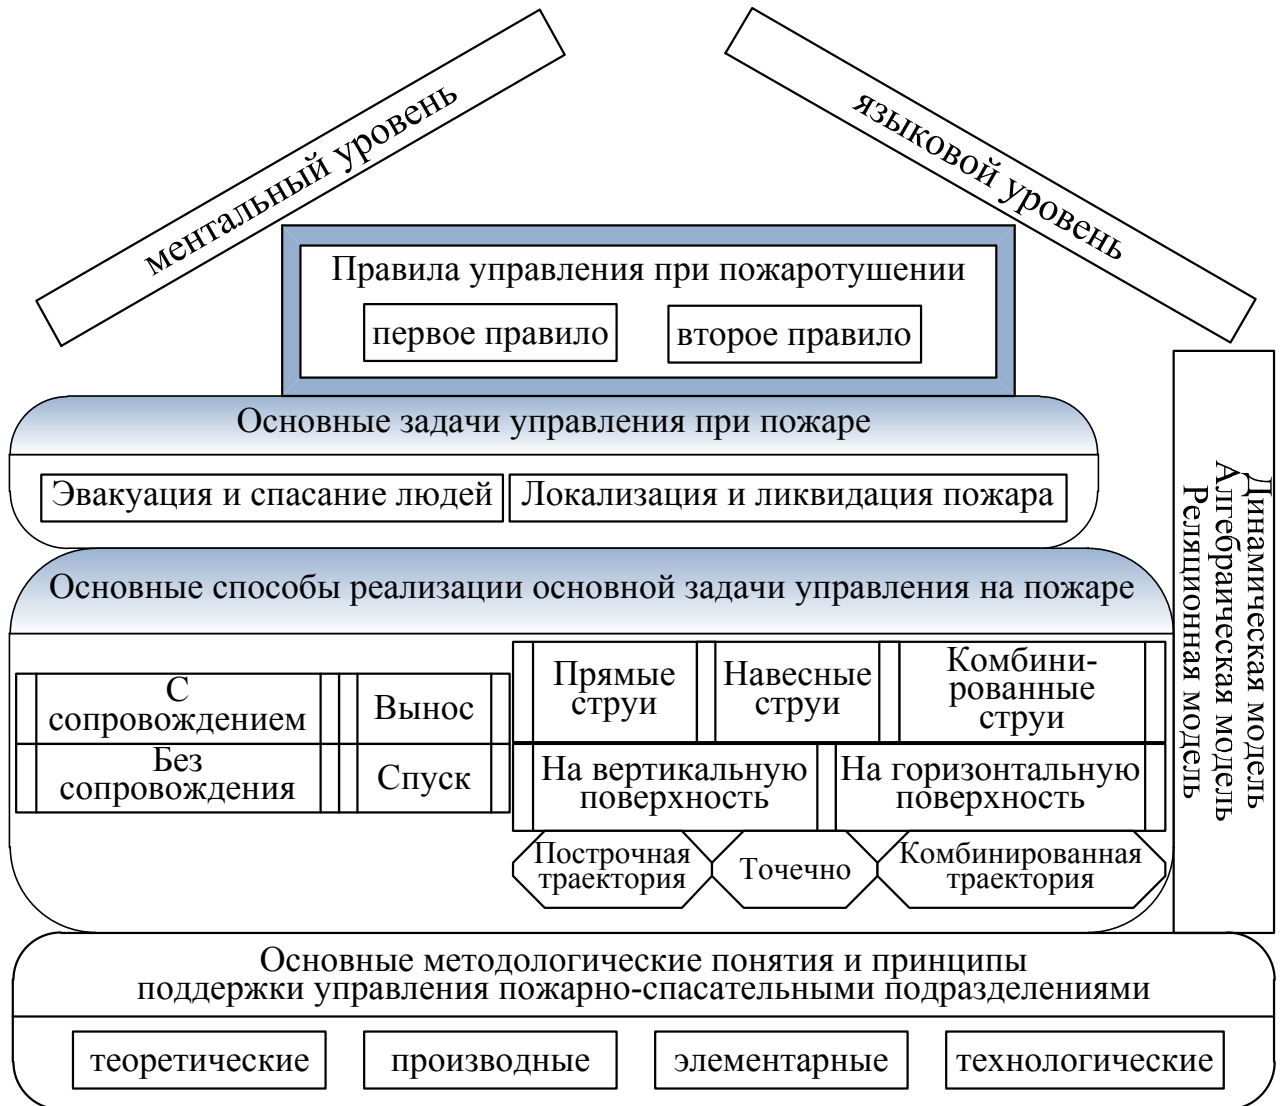 ментальный уровень
языковой уровень
Правила управления при пожаротушении
первое правило
второе правило
Основные задачи управления при пожаре
Эвакуация и спасание людей
Локализация и ликвидация пожара
Основные способы реализации основной задачи управления на пожаре
С
сопровождением
Вынос
Без
сопровождения
Спуск
Прямые
струи
Навесные
струи
Комбини-
рованные
струи
На вертикальную
поверхность
На горизонтальную
поверхность
Построчная
траектория
Точечно
Комбинированная
траектория
Динамическая модель
Алгебраическая модель
Реляционная модель
Основные методологические понятия и принципы
поддержки управления пожарно-спасательными подразделениями
теоретические
производные
элементарные
технологические